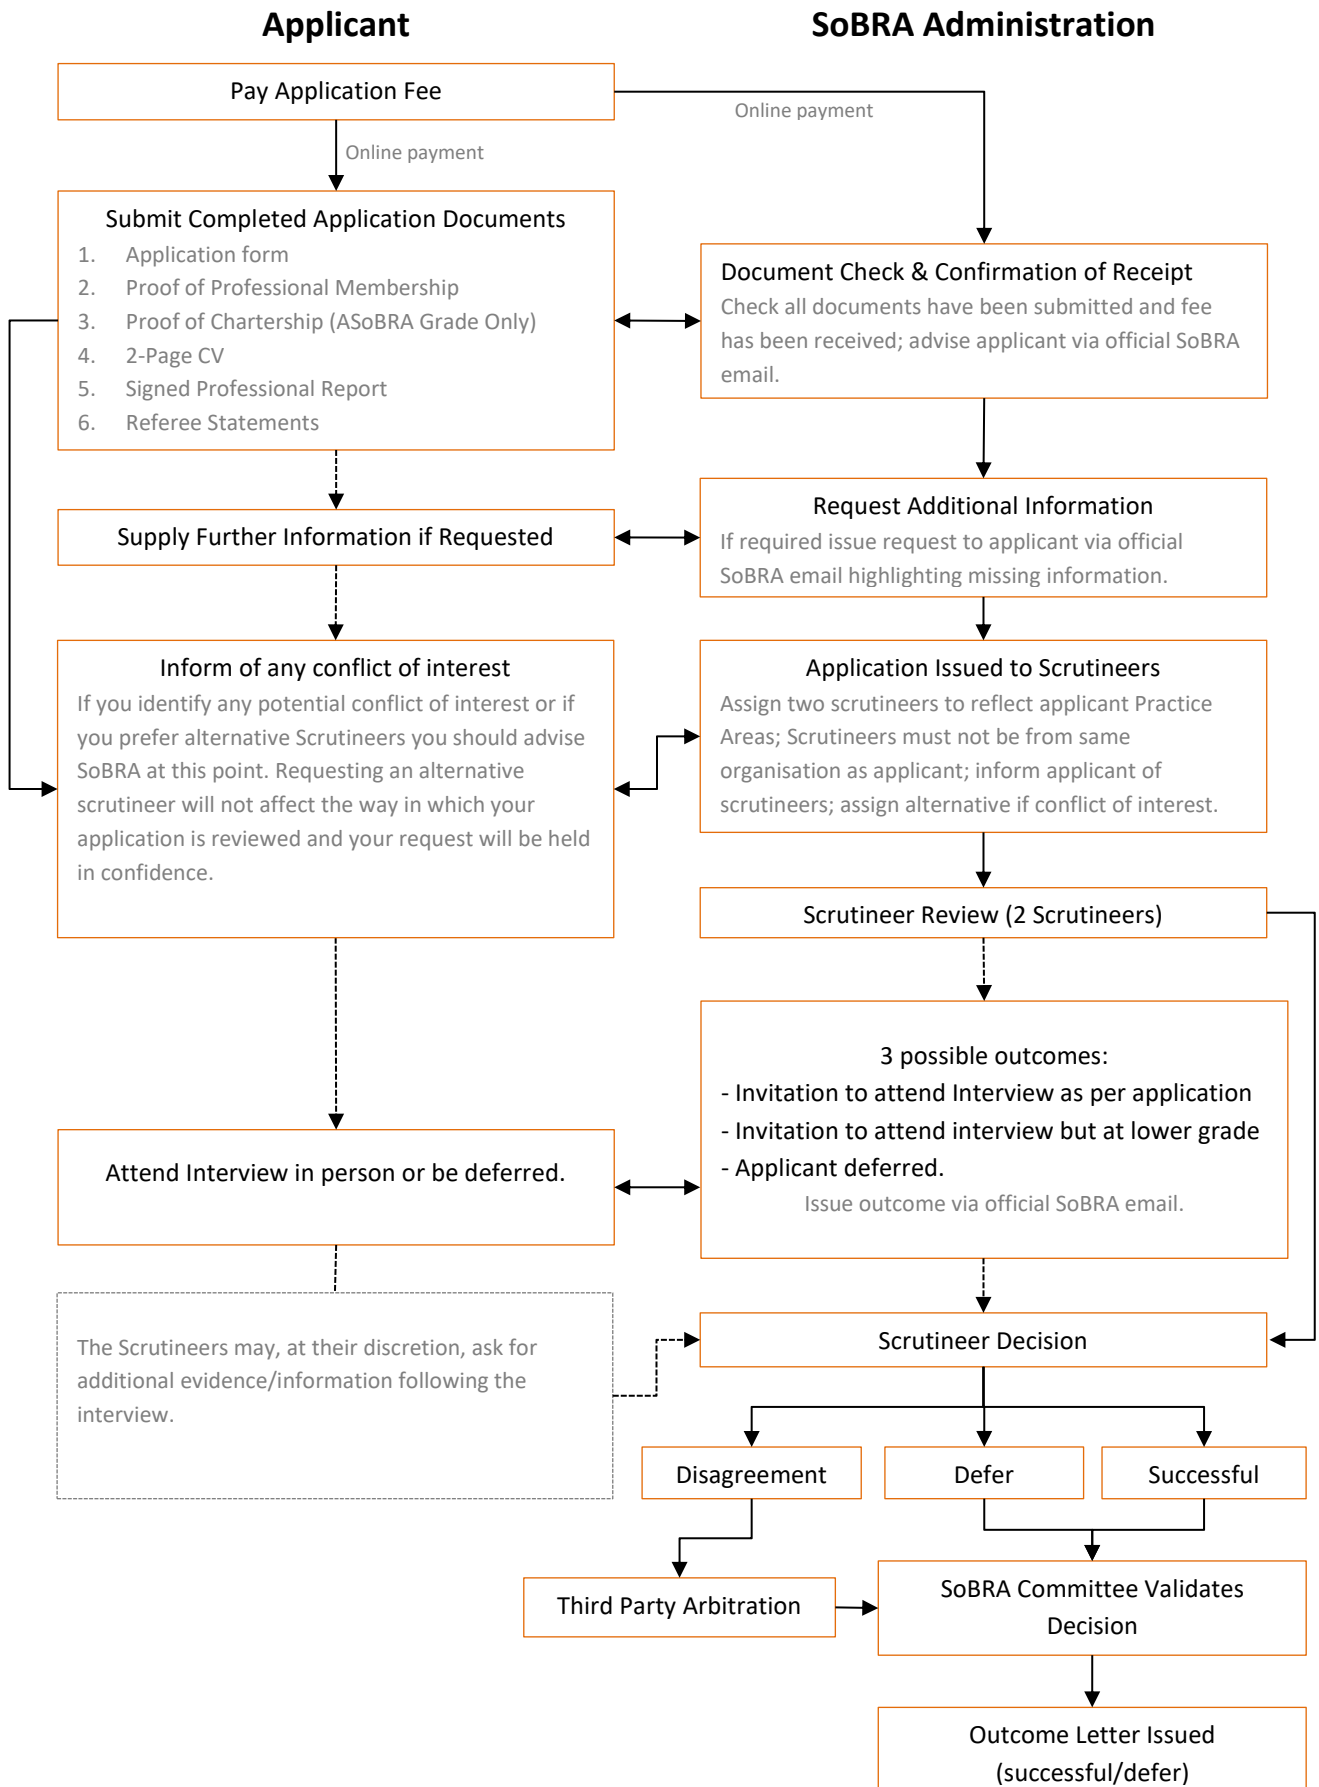 Applicant
SoBRA Administration
Pay Application Fee
Online payment
Online payment
Submit Completed Application Documents
1. Application form
2. Proof of Professional Membership
3. Proof of Chartership (ASoBRA Grade Only)
4. 2-Page CV
5. Signed Professional Report
6. Referee Statements
Document Check & Confirmation of Receipt
Check all documents have been submitted and fee
has been received; advise applicant via official SoBRA
email.
Supply Further Information if Requested
Request Additional Information
If required issue request to applicant via official
SoBRA email highlighting missing information.
Inform of any conflict of interest
If you identify any potential conflict of interest or if
you prefer alternative Scrutineers you should advise
SoBRA at this point. Requesting an alternative
scrutineer will not affect the way in which your
application is reviewed and your request will be held
in confidence.
Application Issued to Scrutineers
Assign two scrutineers to reflect applicant Practice
Areas; Scrutineers must not be from same
organisation as applicant; inform applicant of
scrutineers; assign alternative if conflict of interest.
Scrutineer Review (2 Scrutineers)
3 possible outcomes:
- Invitation to attend Interview as per application
- Invitation to attend interview but at lower grade
- Applicant deferred.
Issue outcome via official SoBRA email.
Attend Interview in person or be deferred.
The Scrutineers may, at their discretion, ask for
additional evidence/information following the
interview.
Scrutineer Decision
Disagreement
Defer
Successful
Third Party Arbitration
SoBRA Committee Validates
Decision
Outcome Letter Issued
(successful/defer)